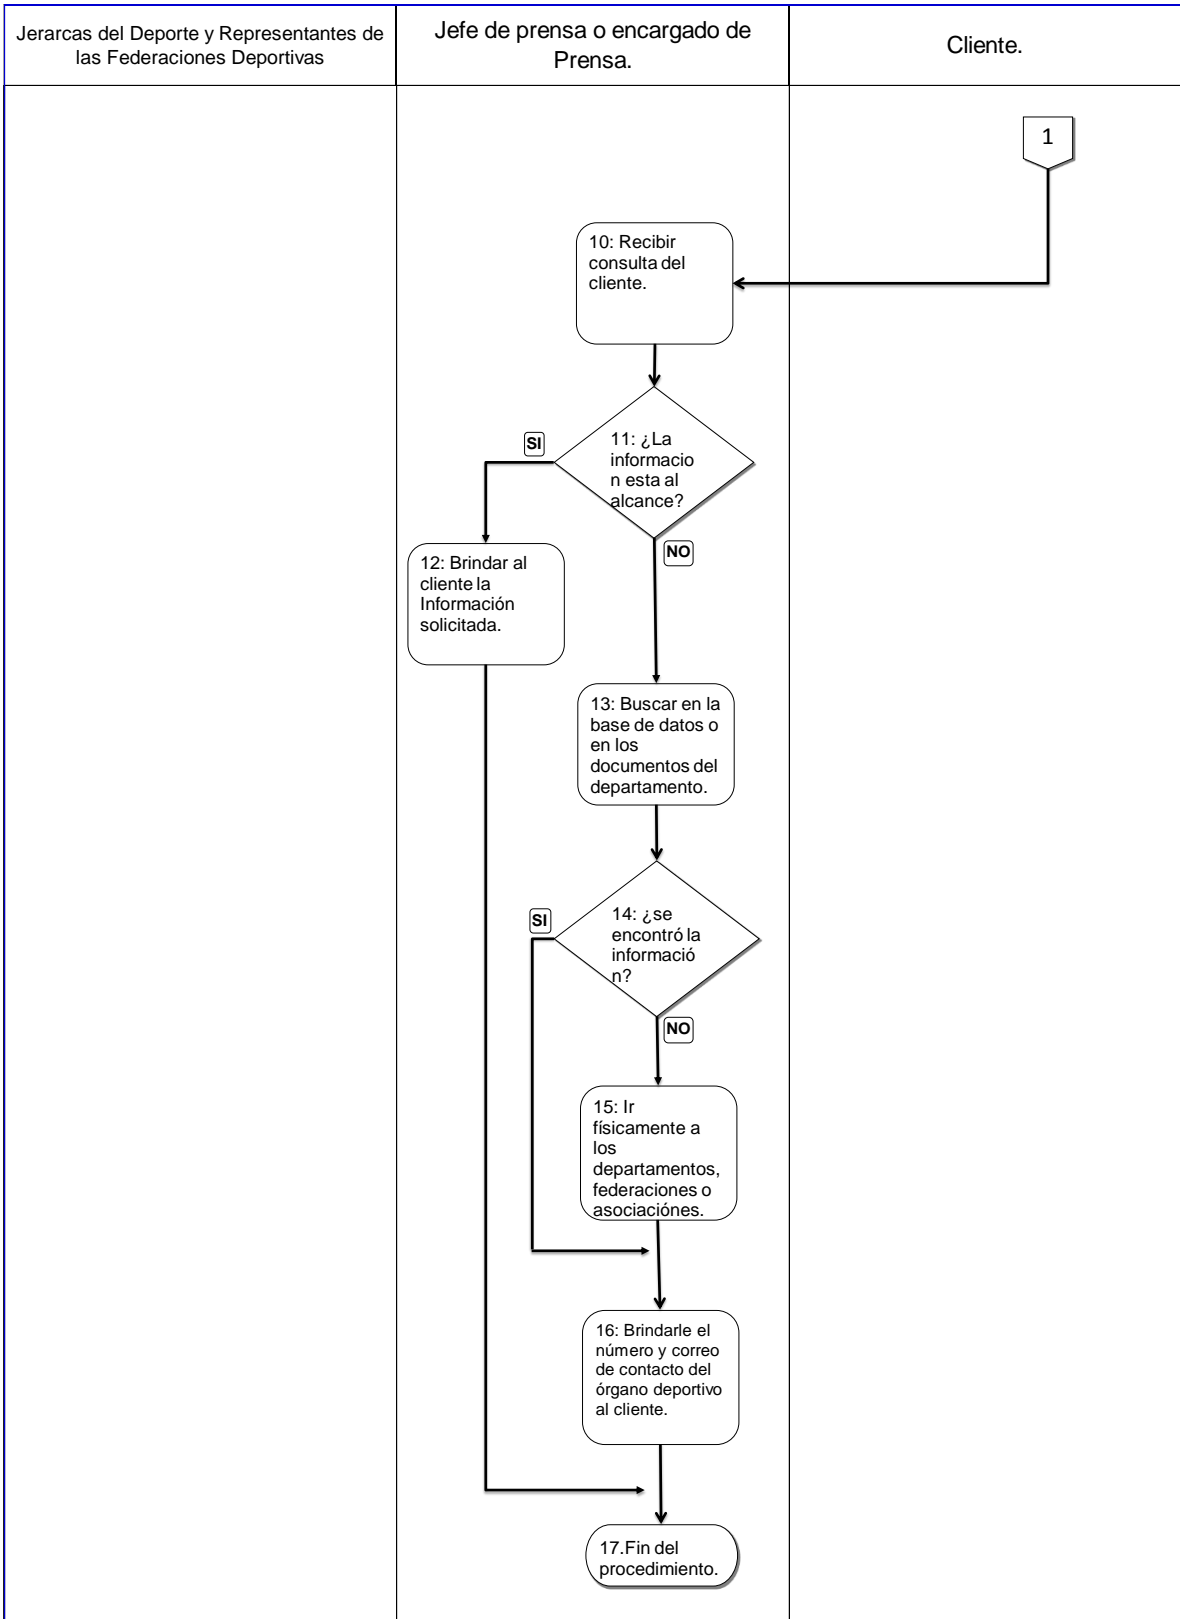 Jerarcas del Deporte y Representantes de
las Federaciones Deportivas
Jefe de prensa o encargado de
Prensa.
Cliente.
1
10: Recibir
consulta del
cliente.
11: ¿La
informacio
n esta al
alcance?
SI
NO
12: Brindar al
cliente la
Información
solicitada.
13: Buscar en la
base de datos o
en los
documentos del
departamento.
14: ¿se
encontró la
informació
n?
SI
NO
15: Ir
físicamente a
los
departamentos,
federaciones o
asociaciónes.
16: Brindarle el
número y correo
de contacto del
órgano deportivo
al cliente.
17.Fin del
procedimiento.